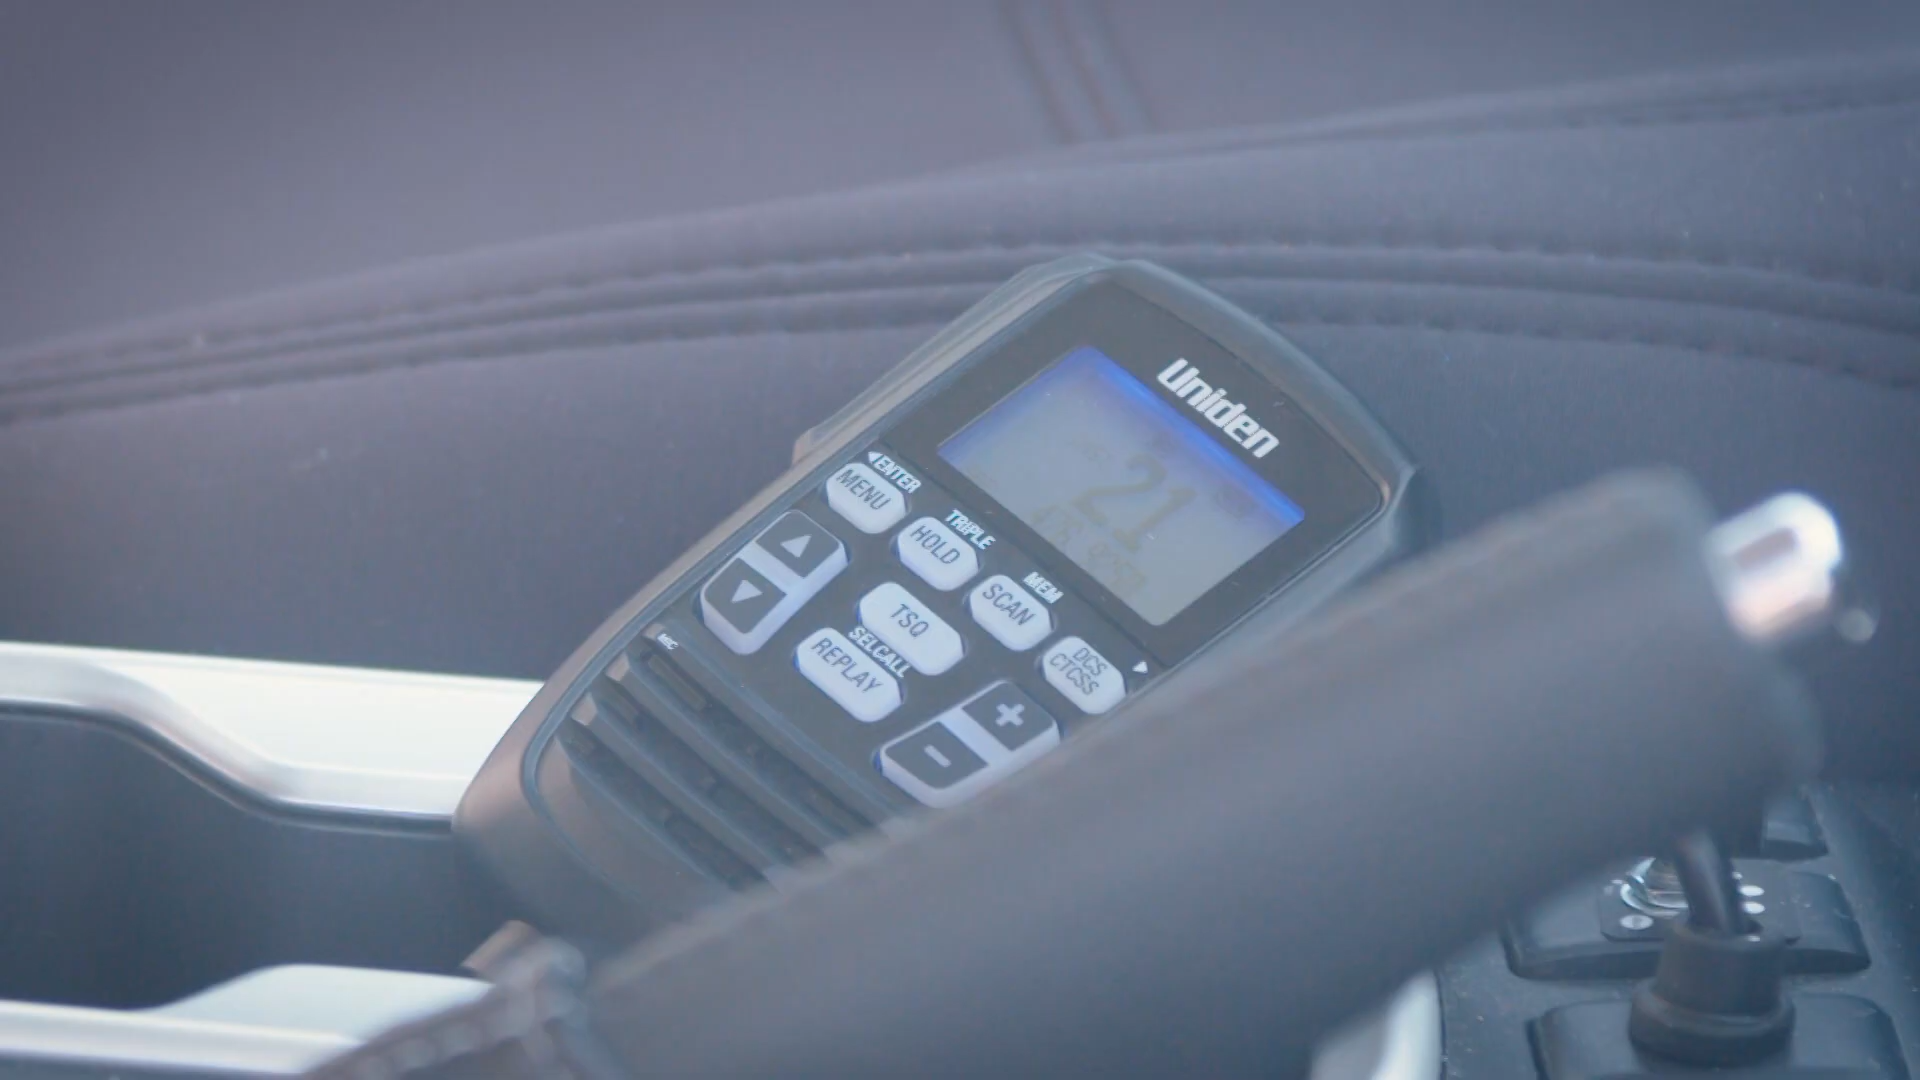 Uniden
21
ENTER
MENU
TRIPLE
HOLD
MEM
SCAN
DCS
CTCSS
TSQ
SELCALL
REPLAY
MIC
+
-